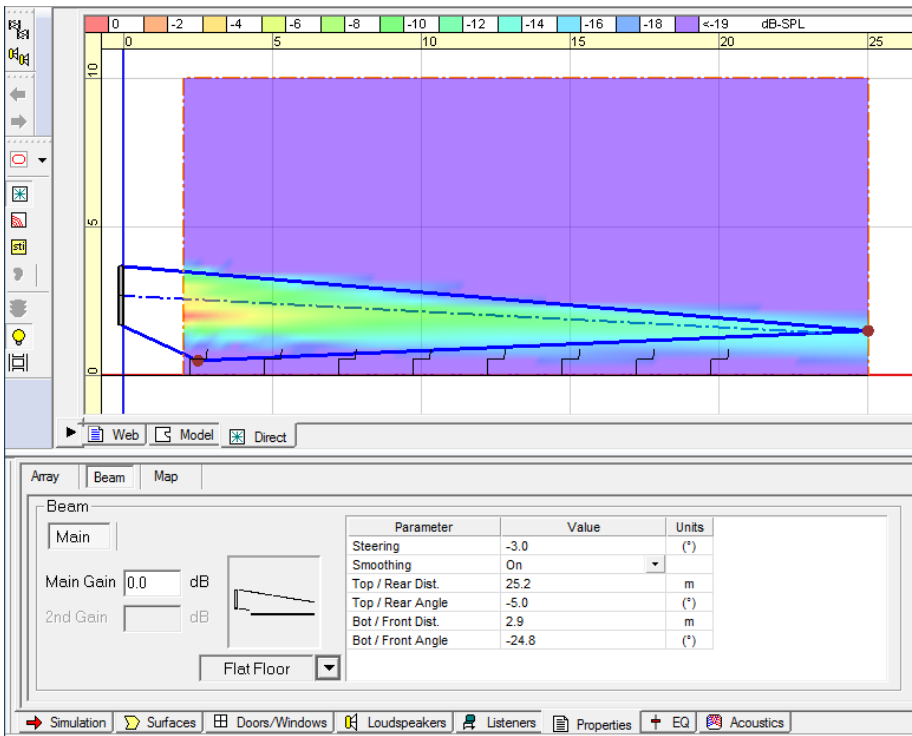 0 -2 -4 -6 -8 -10 -12 -14 -16 -18 <-19 dB-SPL
0 5 10 15 20 25
10
5
0
sti
Web Model Direct
Array Beam Map
Beam
Main
Main Gain 0.0 dB
2nd Gain dB
Flat Floor
Parameter Value Units
Steering -3.0 (°)
Smoothing On
Top / Rear Dist. 25.2 m
Top / Rear Angle -5.0 (°)
Bot / Front Dist. 2.9 m
Bot / Front Angle -24.8 (°)
Simulation Surfaces Doors/Windows Loudspeakers Listeners Properties EQ Acoustics